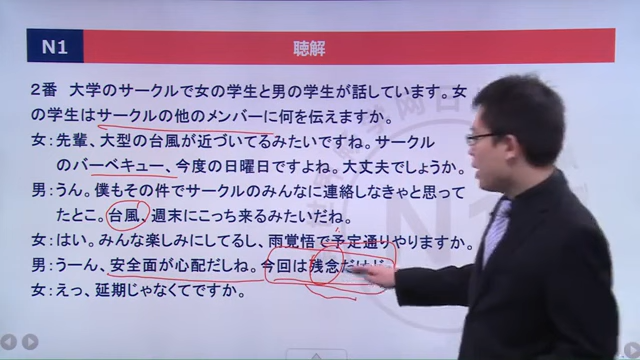 N1 聴解
2番 大学のサークルで女の学生と男の学生が話しています。女
の学生はサークルの他のメンバーに何を伝えますか。
女：先輩、大型の台風が近づいてるみたいですね。サークル
のバーベキュー、今度の日曜日ですよね。大丈夫でしょうか。
男：うん。僕もその件でサークルのみんなに連絡しなきゃと思って
たとこ。台風、週末にこっち来るみたいだね。
女：はい。みんな楽しみにしてるし、雨覚悟で予定通りやりますか。
男：うーん、安全面が心配だしね。今回は残念だけど
女：えっ、延期じゃなくてですか。